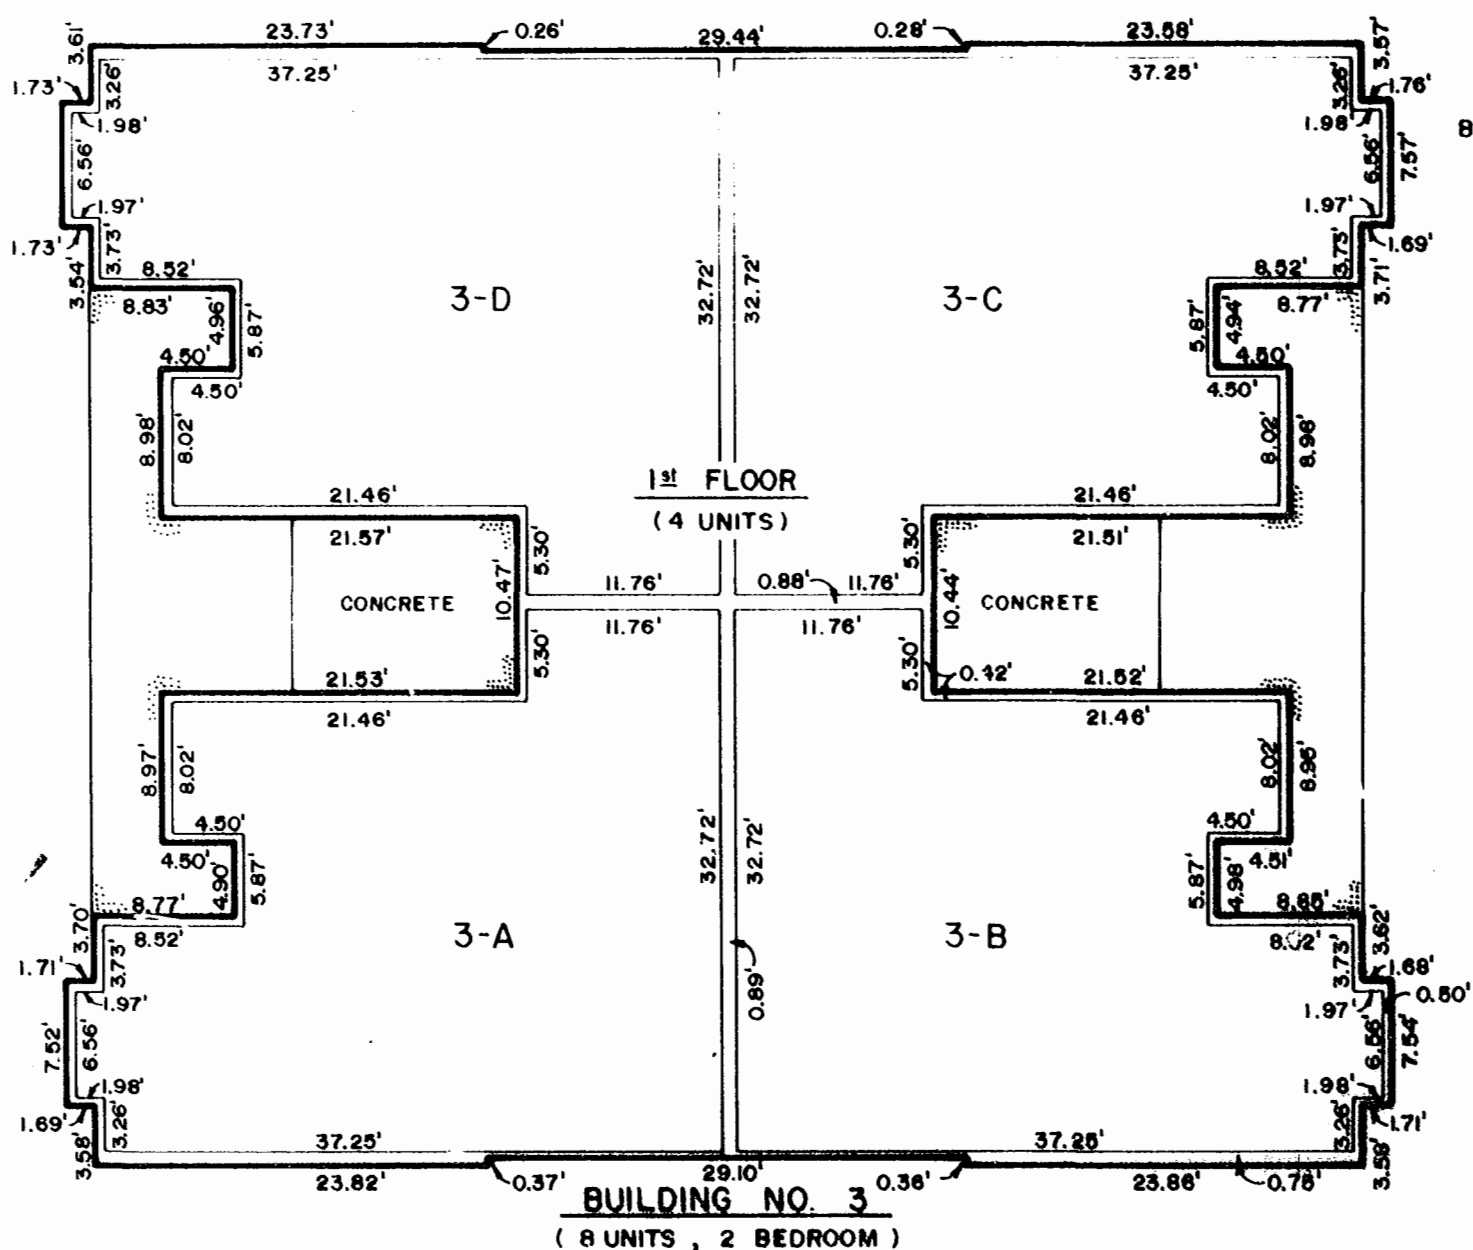 23.73' 0.26' 29.44' 0.28' 23.58'
3.61' 37.25' 37.25' 3.57'
1.73' 3.26' 3.26' 1.76'
1.98' 1.98' 8
6.56' 6.56' 7.57'
1.97' 1.97'
1.73' 3.73' 3.73' 1.69'
3.54' 8.52' 8.52' 3.71'
8.83' 4.96' 5.87' 3-D 32.72' 32.72' 3-C 5.87' 4.94' 8.77'
4.50' 4.50'
4.50' 4.50'
8.98' 8.02' 8.02' 8.98'
1st FLOOR
21.46' (4 UNITS) 21.46'
21.57' 5.30' 5.30' 21.51'
11.76' 0.88' 11.76'
CONCRETE 10.47' 10.44' CONCRETE
11.76' 11.76'
21.53' 5.30' 5.30' 0.42' 21.52'
21.46' 21.46'
8.97' 8.02' 8.02'
4.50' 32.72' 32.72' 4.50'
4.50' 4.90' 5.87' 5.87' 4.98' 4.51'
8.77' 8.85'
3.70' 8.52' 3-A 3-B 3.62'
1.71' 3.73' 3.73' 1.68'
1.97' 0.89' 1.97' 0.50'
7.52' 6.56' 6.56' 7.54'
1.98' 1.98'
1.69' 3.26' 3.26' 1.71'
3.58' 37.25' 37.25'
23.82' 0.37' 29.10' 0.36' 23.86'
BUILDING NO. 3
( 8 UNITS , 2 BEDROOM )